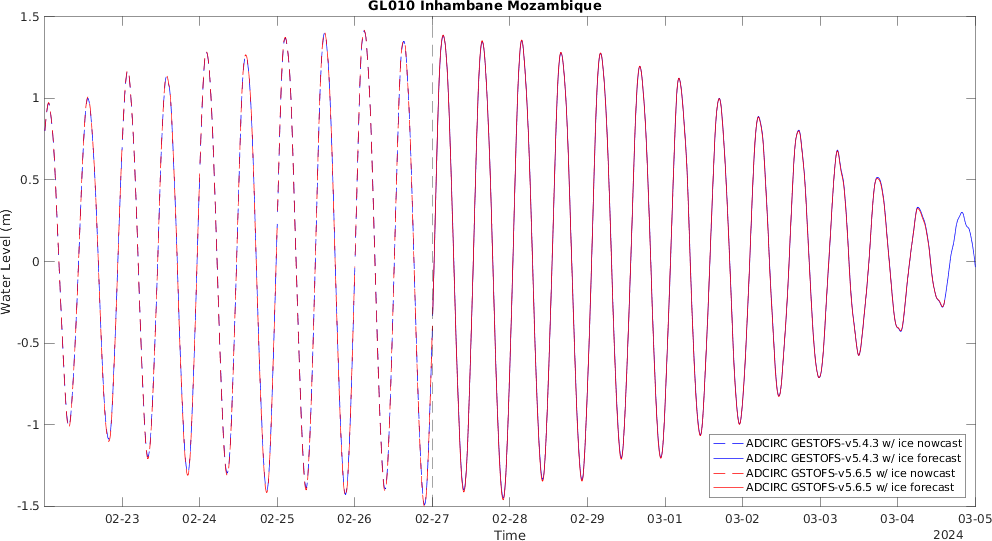 GL010 Inhambane Mozambique
1.5
1
0.5
0
-0.5
-1
-1.5
Water Level (m)
ADCIRC GESTOFS-v5.4.3 w/ ice nowcast
ADCIRC GESTOFS-v5.4.3 w/ ice forecast
ADCIRC GSTOFS-v5.6.5 w/ ice nowcast
ADCIRC GSTOFS-v5.6.5 w/ ice forecast
02-23 02-24 02-25 02-26 02-27 02-28 02-29 03-01 03-02 03-03 03-04 03-05
Time
2024